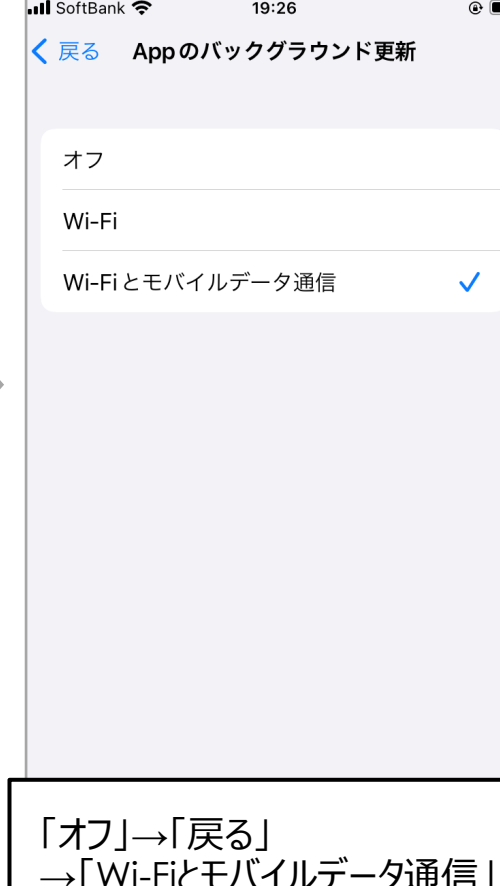 SoftBank 19:26
戻る Appのバックグラウンド更新
オフ
Wi-Fi
Wi-Fiとモバイルデータ通信
「オフ」→「戻る」
→「Wi-Fiとモバイルデータ通信」